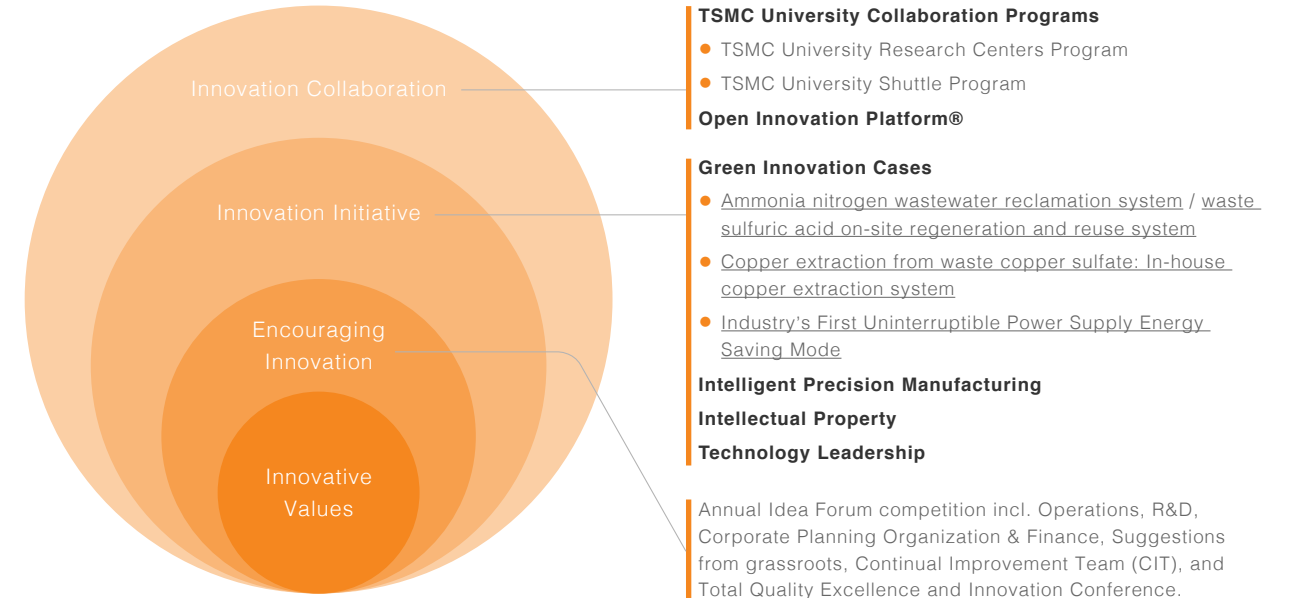 Innovation Collaboration
Innovation Initiative
Encouraging
Innovation
Innovative
Values
TSMC University Collaboration Programs
TSMC University Research Centers Program
TSMC University Shuttle Program
Open Innovation Platform®
Green Innovation Cases
Ammonia nitrogen wastewater reclamation system / waste
sulfuric acid on-site regeneration and reuse system
Copper extraction from waste copper sulfate: In-house
copper extraction system
Industry's First Uninterruptible Power Supply Energy
Saving Mode
Intelligent Precision Manufacturing
Intellectual Property
Technology Leadership
Annual Idea Forum competition incl. Operations, R&D,
Corporate Planning Organization & Finance, Suggestions
from grassroots, Continual Improvement Team (CIT), and
Total Quality Excellence and Innovation Conference.